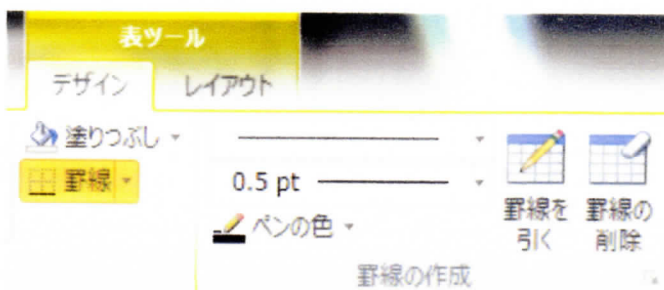 表ツール
デザイン
レイアウト
塗りつぶし
罫線
0.5 pt
ペンの色
罫線を
引く
罫線の
削除
罫線の作成